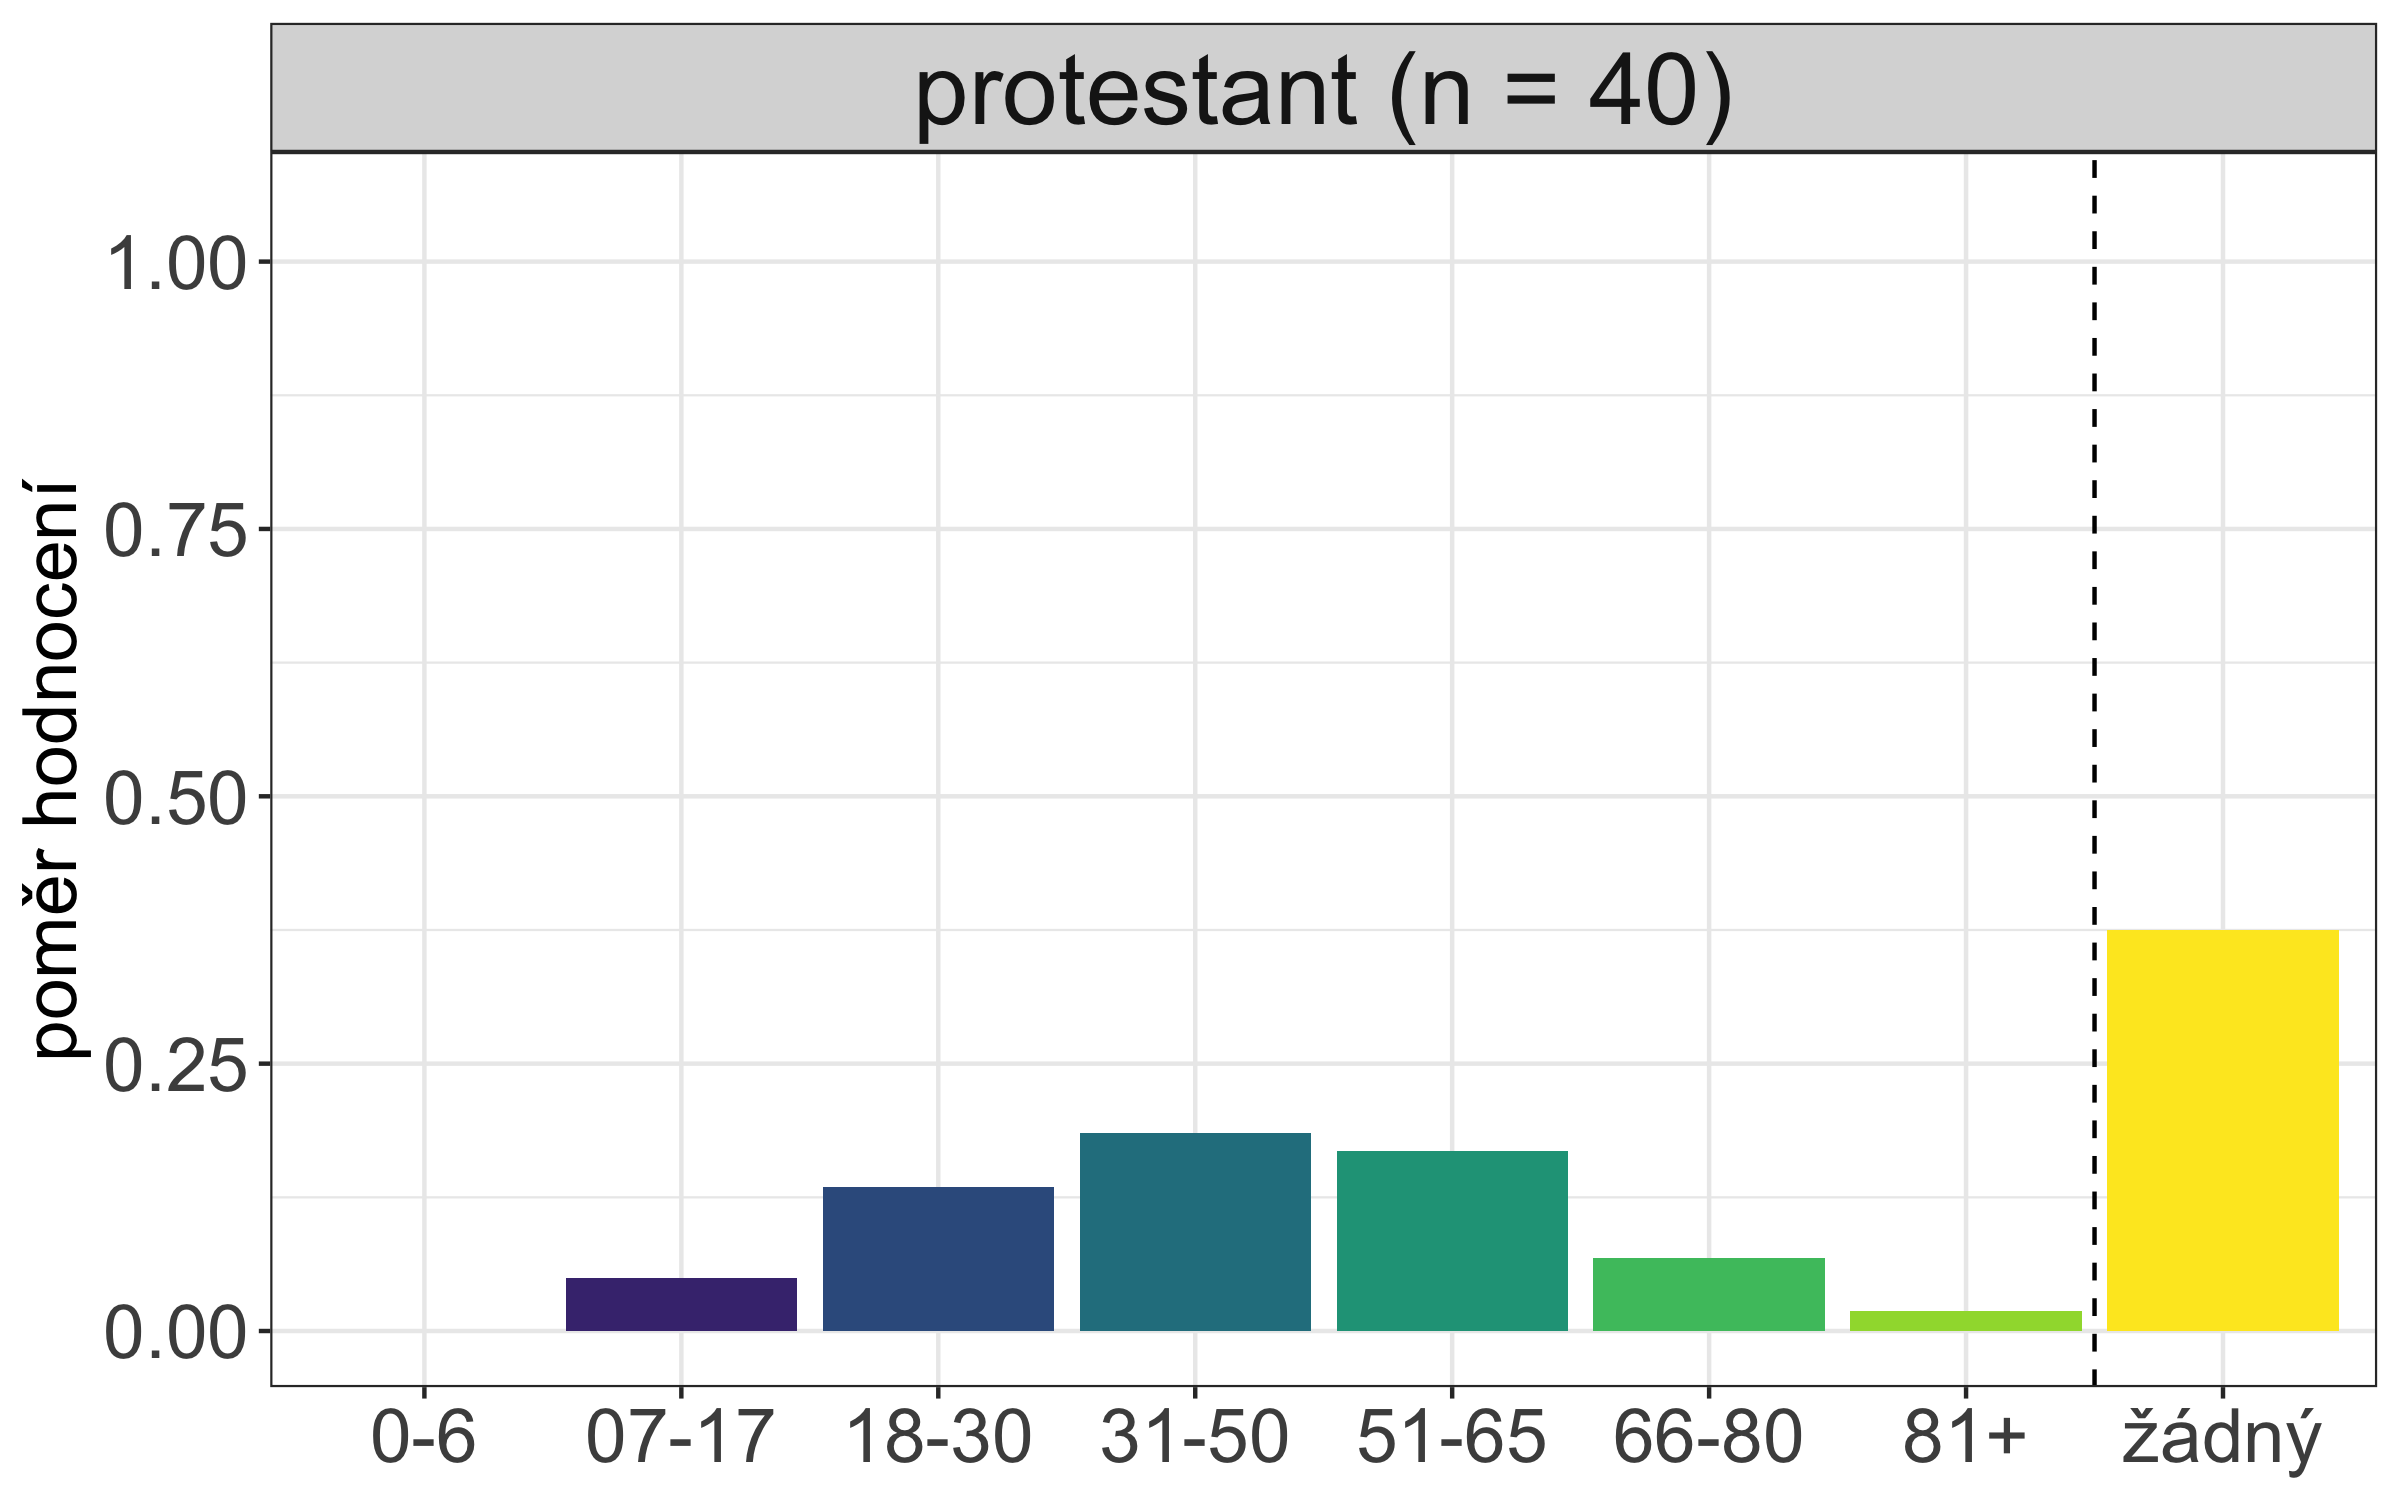 protestant (n = 40)
poměr hodnocení
1.00
0.75
0.50
0.25
0.00
0-6 07-17 18-30 31-50 51-65 66-80 81+ žádný